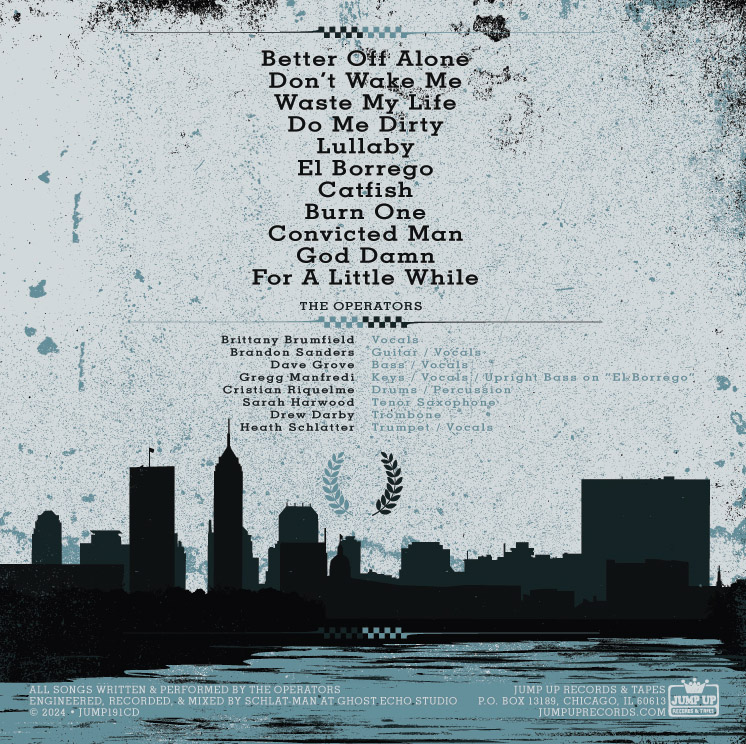 Better Off Alone
Don't Wake Me
Waste My Life
Do Me Dirty
Lullaby
El Borrego
Catfish
Burn One
Convicted Man
God Damn
For A Little While
THE OPERATORS
Brittany Brumfield Vocals
Brandon Sanders Guitar / Vocals
Dave Grove Bass / Vocals
Gregg Manfredi Keys / Vocals / Upright Bass on "El Borrego"
Cristian Riquelme Drums / Percussion
Sarah Harwood Tenor Saxophone
Drew Darby Trombone
Heath Schlatter Trumpet / Vocals
ALL SONGS WRITTEN & PERFORMED BY THE OPERATORS
ENGINEERED, RECORDED, & MIXED BY SCHLAT-MAN AT GHOST ECHO STUDIO
© 2024 • JUMP191CD
JUMP UP RECORDS & TAPES
P.O. BOX 13189, CHICAGO, IL 60613
JUMPUPRECORDS.COM
JUMP UP
RECORDS & TAPES